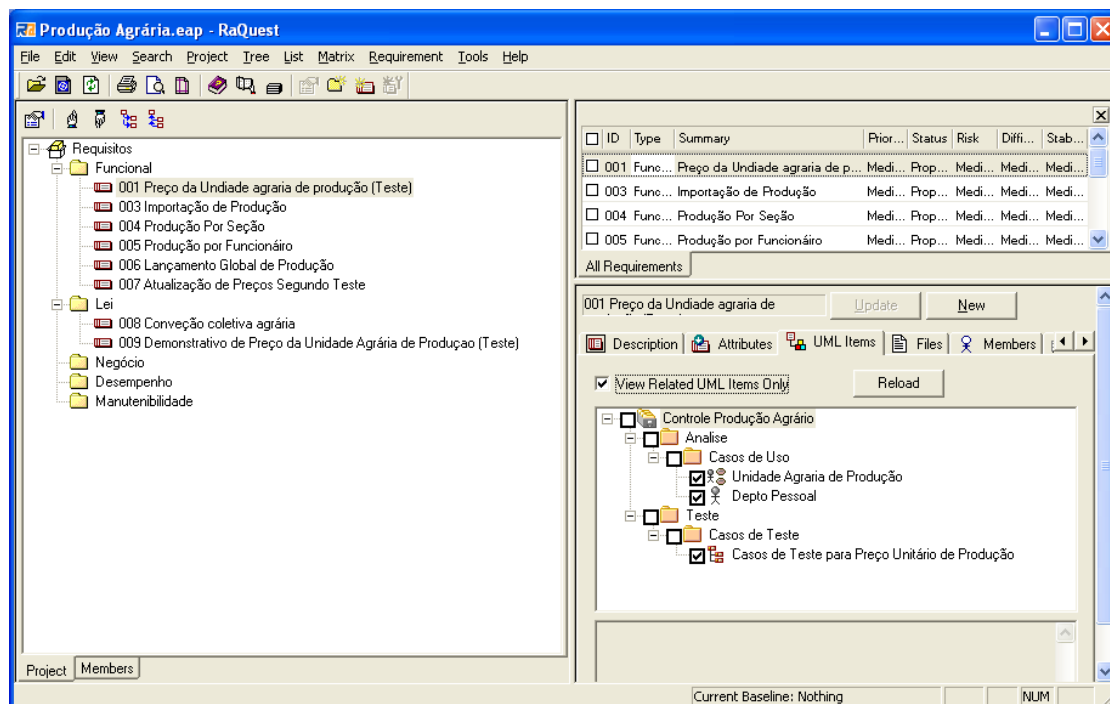 Produção Agrária.eap - RaQuest
File Edit View Search Project Tree List Matrix Requirement Tools Help
Requisitos
Funcional
001 Preço da Undiade agraria de produção (Teste)
003 Importação de Produção
004 Produção Por Seção
005 Produção por Funcionáiro
006 Lançamento Global de Produção
007 Atualização de Preços Segundo Teste
Lei
008 Conveção coletiva agrária
009 Demonstrativo de Preço da Unidade Agrária de Produçao (Teste)
Negócio
Desempenho
Manutenibilidade
Project Members
ID Type Summary Prior... Status Risk Diffi... Stab...
001 Func... Preço da Undiade agraria de p... Medi... Prop... Medi... Medi... Medi...
003 Func... Importação de Produção Medi... Prop... Medi... Medi... Medi...
004 Func... Produção Por Seção Medi... Prop... Medi... Medi... Medi...
005 Func... Produção por Funcionáiro Medi... Prop... Medi... Medi... Medi...
All Requirements
001 Preço da Undiade agraria de
Update New
Description Attributes UML Items Files Members
View Related UML Items Only Reload
Controle Produção Agrário
Analise
Casos de Uso
Unidade Agraria de Produção
Depto Pessoal
Teste
Casos de Teste
Casos de Teste para Preço Unitário de Produção
Current Baseline: Nothing NUM